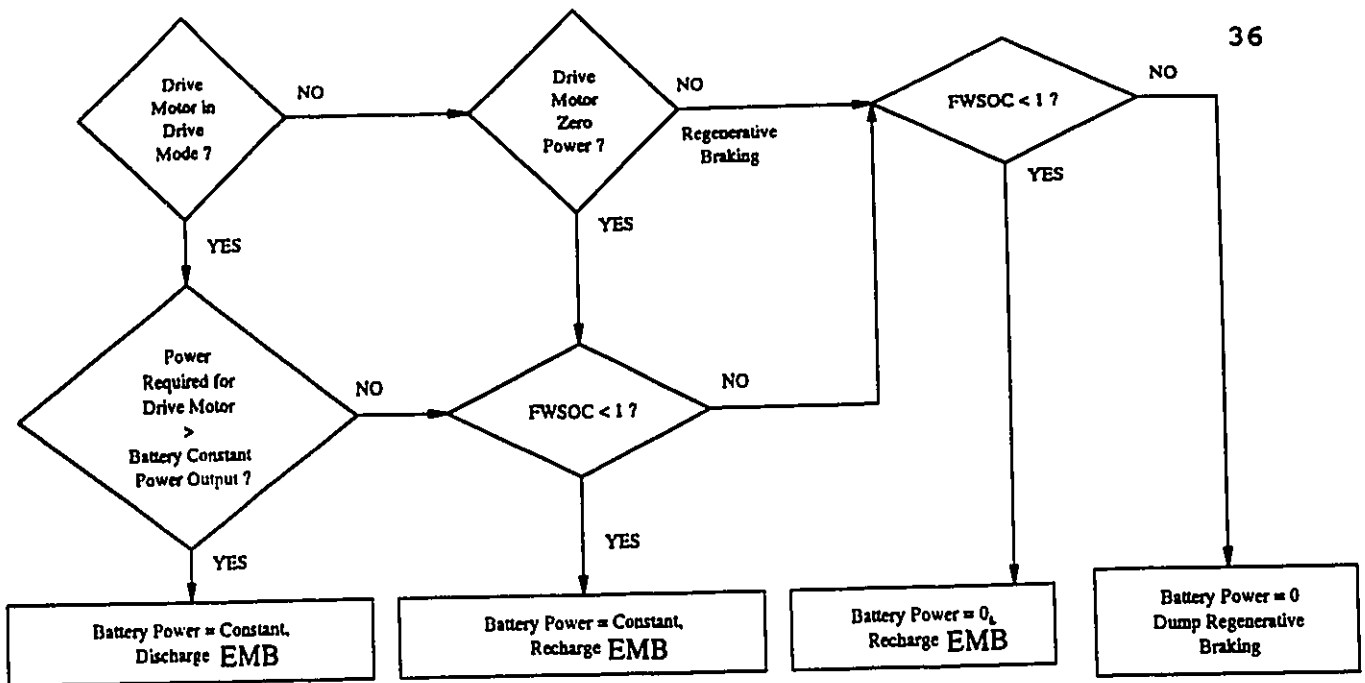 36
Drive
Motor in
Drive
Mode ?
NO
Drive
Motor
Zero
Power ?
NO
Regenerative
Braking
FWSOC < 1 ?
NO
YES
YES
YES
Power
Required for
Drive Motor
>
Battery Constant
Power Output ?
NO
FWSOC < 1 ?
NO
YES
YES
Battery Power = Constant,
Discharge EMB
Battery Power = Constant,
Recharge EMB
Battery Power = 0,
Recharge EMB
Battery Power = 0
Dump Regenerative
Braking